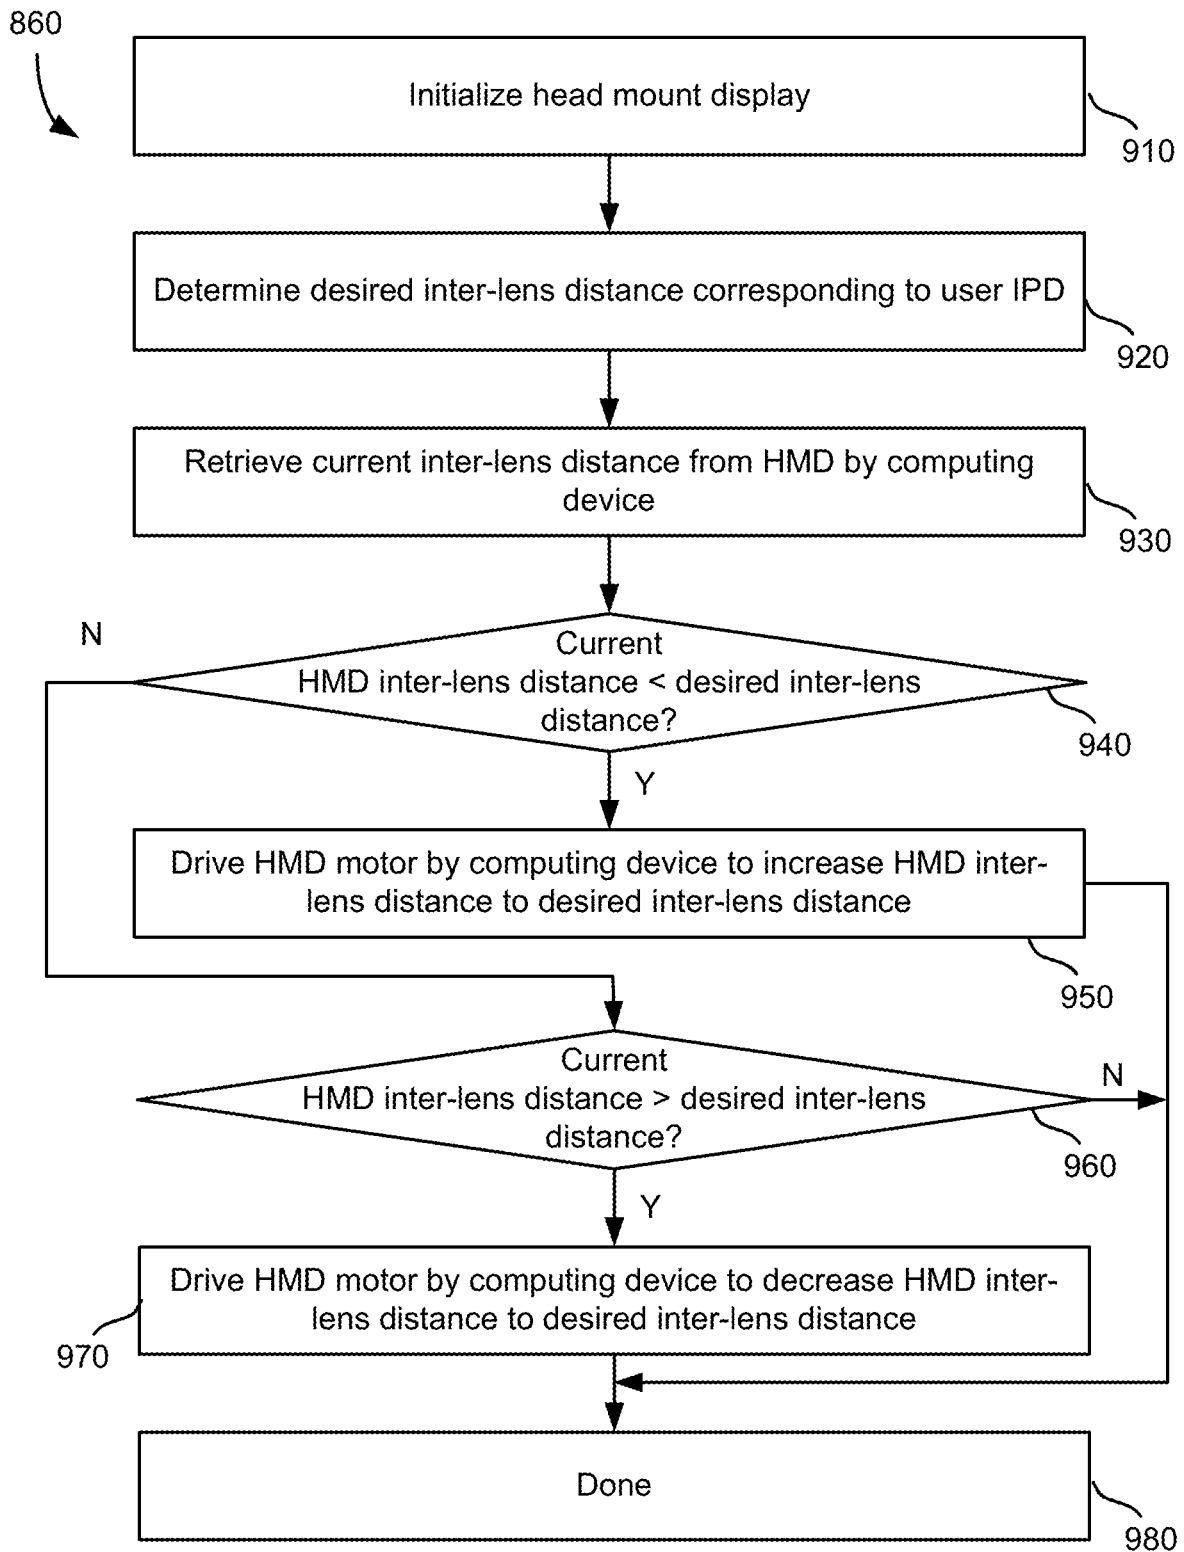 860
Initialize head mount display
910
Determine desired inter-lens distance corresponding to user IPD
920
Retrieve current inter-lens distance from HMD by computing
device
930
N
Current
HMD inter-lens distance < desired inter-lens
distance?
940
Y
Drive HMD motor by computing device to increase HMD inter-
lens distance to desired inter-lens distance
950
Current
HMD inter-lens distance > desired inter-lens
distance?
N
960
Y
Drive HMD motor by computing device to decrease HMD inter-
lens distance to desired inter-lens distance
970
Done
980